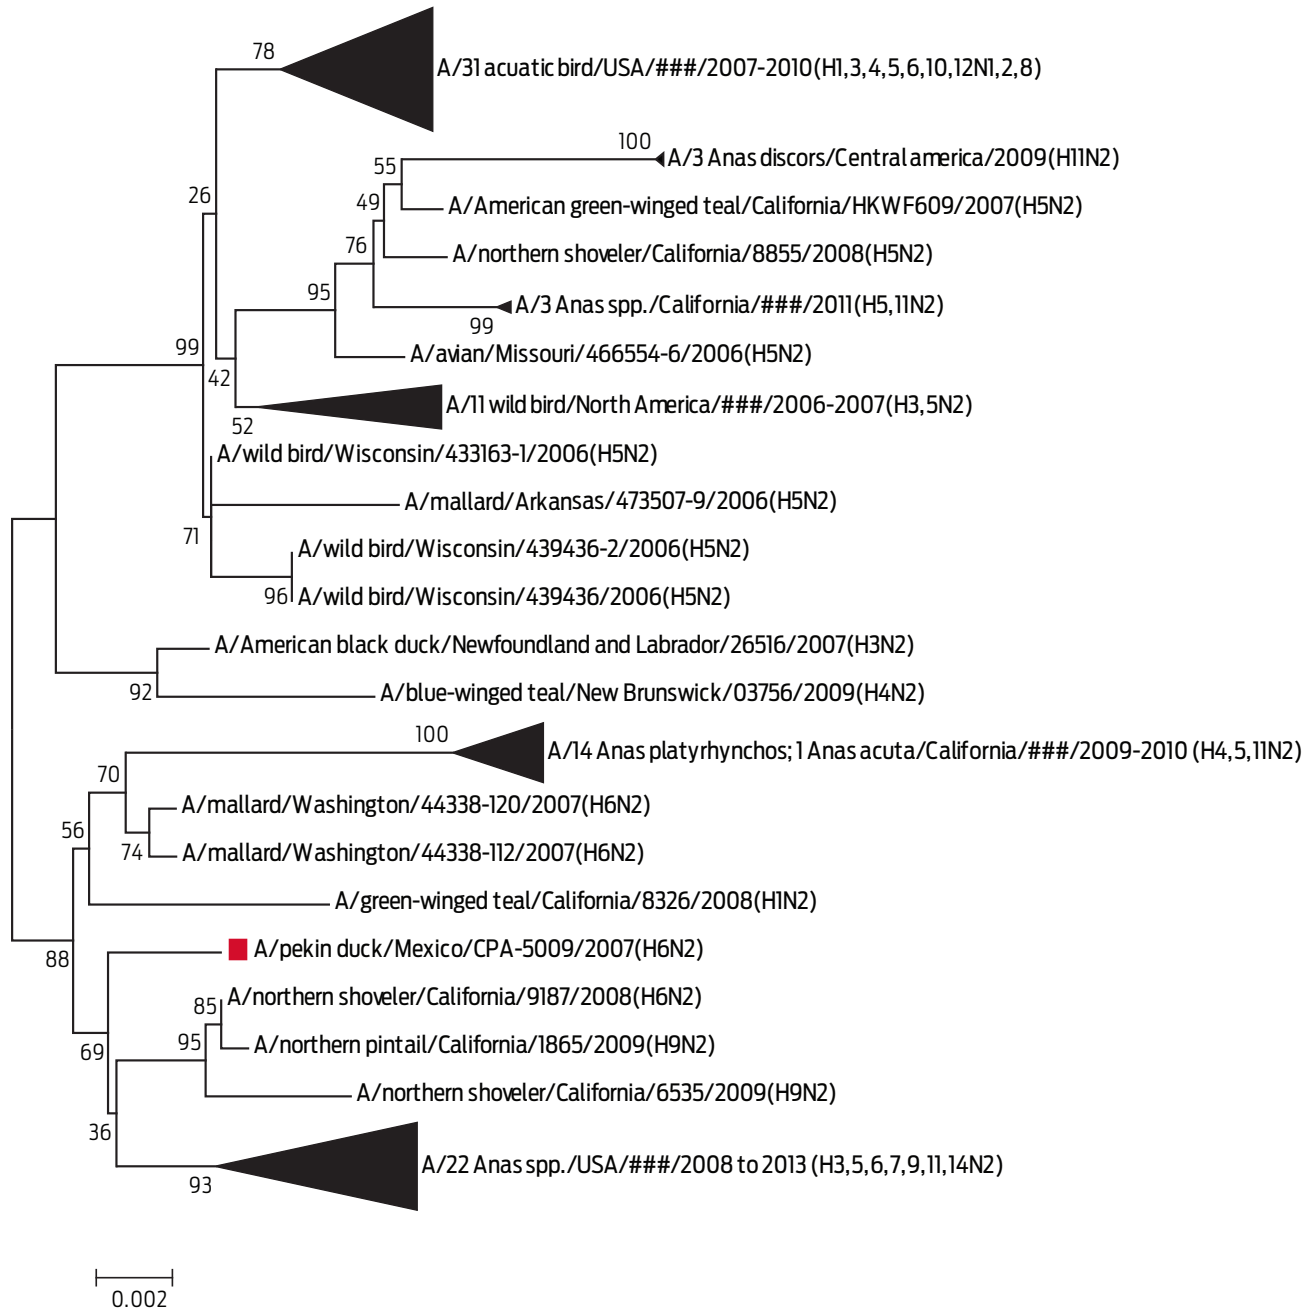 78
A/31 acuatic bird/USA/###/2007-2010(H1,3,4,5,6,10,12N1,2,8)
100
A/3 Anas discors/Central america/2009(H11N2)
55
26
49
A/American green-winged teal/California/HKWF609/2007(H5N2)
76
A/northern shoveler/California/8855/2008(H5N2)
95
A/3 Anas spp./California/###/2011(H5,11N2)
99
99
A/avian/Missouri/466554-6/2006(H5N2)
42
A/11 wild bird/North America/###/2006-2007(H3,5N2)
52
A/wild bird/Wisconsin/433163-1/2006(H5N2)
A/mallard/Arkansas/473507-9/2006(H5N2)
71
A/wild bird/Wisconsin/439436-2/2006(H5N2)
96
A/wild bird/Wisconsin/439436/2006(H5N2)
A/American black duck/Newfoundland and Labrador/26516/2007(H3N2)
92
A/blue-winged teal/New Brunswick/03756/2009(H4N2)
100
A/14 Anas platyrhynchos; 1 Anas acuta/California/###/2009-2010 (H4,5,11N2)
70
A/mallard/Washington/44338-120/2007(H6N2)
56
74
A/mallard/Washington/44338-112/2007(H6N2)
A/green-winged teal/California/8326/2008(H1N2)
A/pekin duck/Mexico/CPA-5009/2007(H6N2)
88
A/northern shoveler/California/9187/2008(H6N2)
85
95
A/northern pintail/California/1865/2009(H9N2)
69
A/northern shoveler/California/6535/2009(H9N2)
36
A/22 Anas spp./USA/###/2008 to 2013 (H3,5,6,7,9,11,14N2)
93
0.002